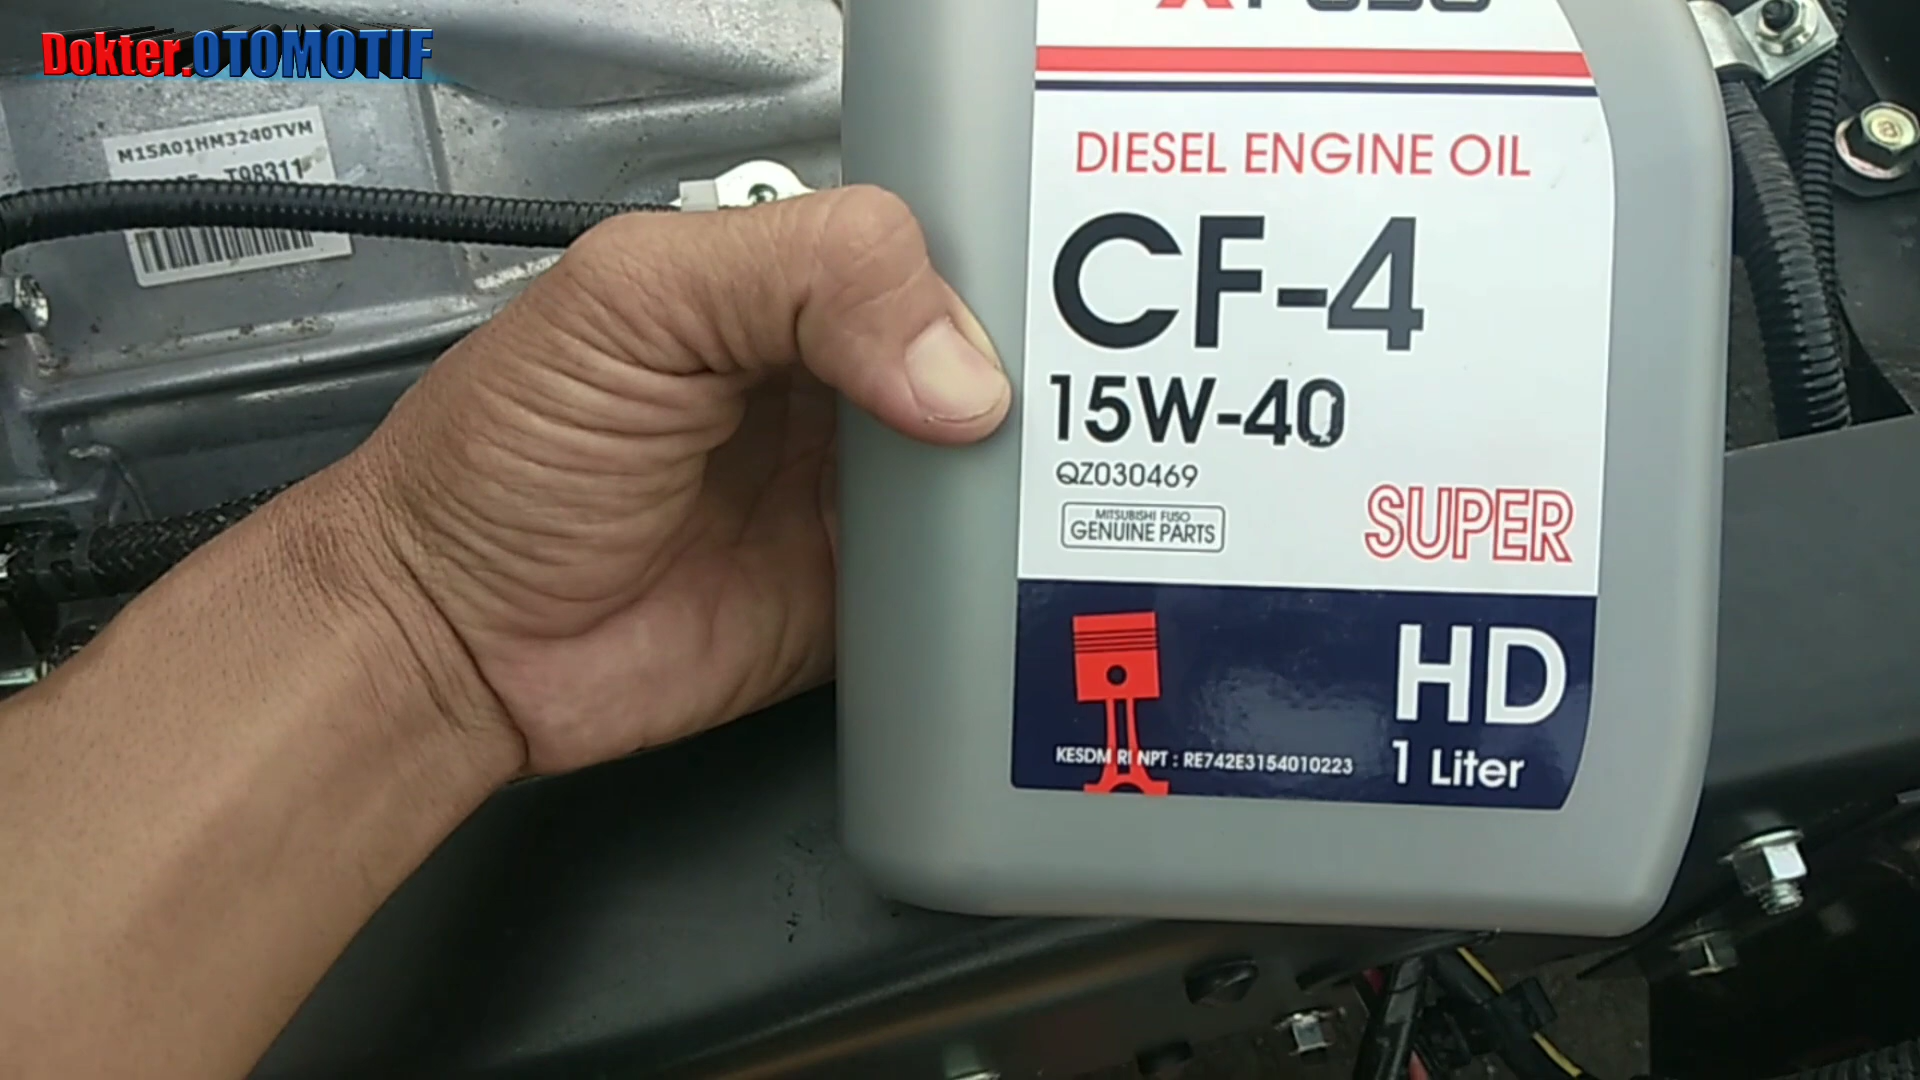 Dokter.OTOMOTIF
M15A01HM3240TVM
T98311
FUSO
DIESEL ENGINE OIL
CF-4
15W-40
QZ030469
MITSUBISHI FUSO
GENUINE PARTS
SUPER
HD
KESDM RI NPT : RE742E3154010223
1 Liter